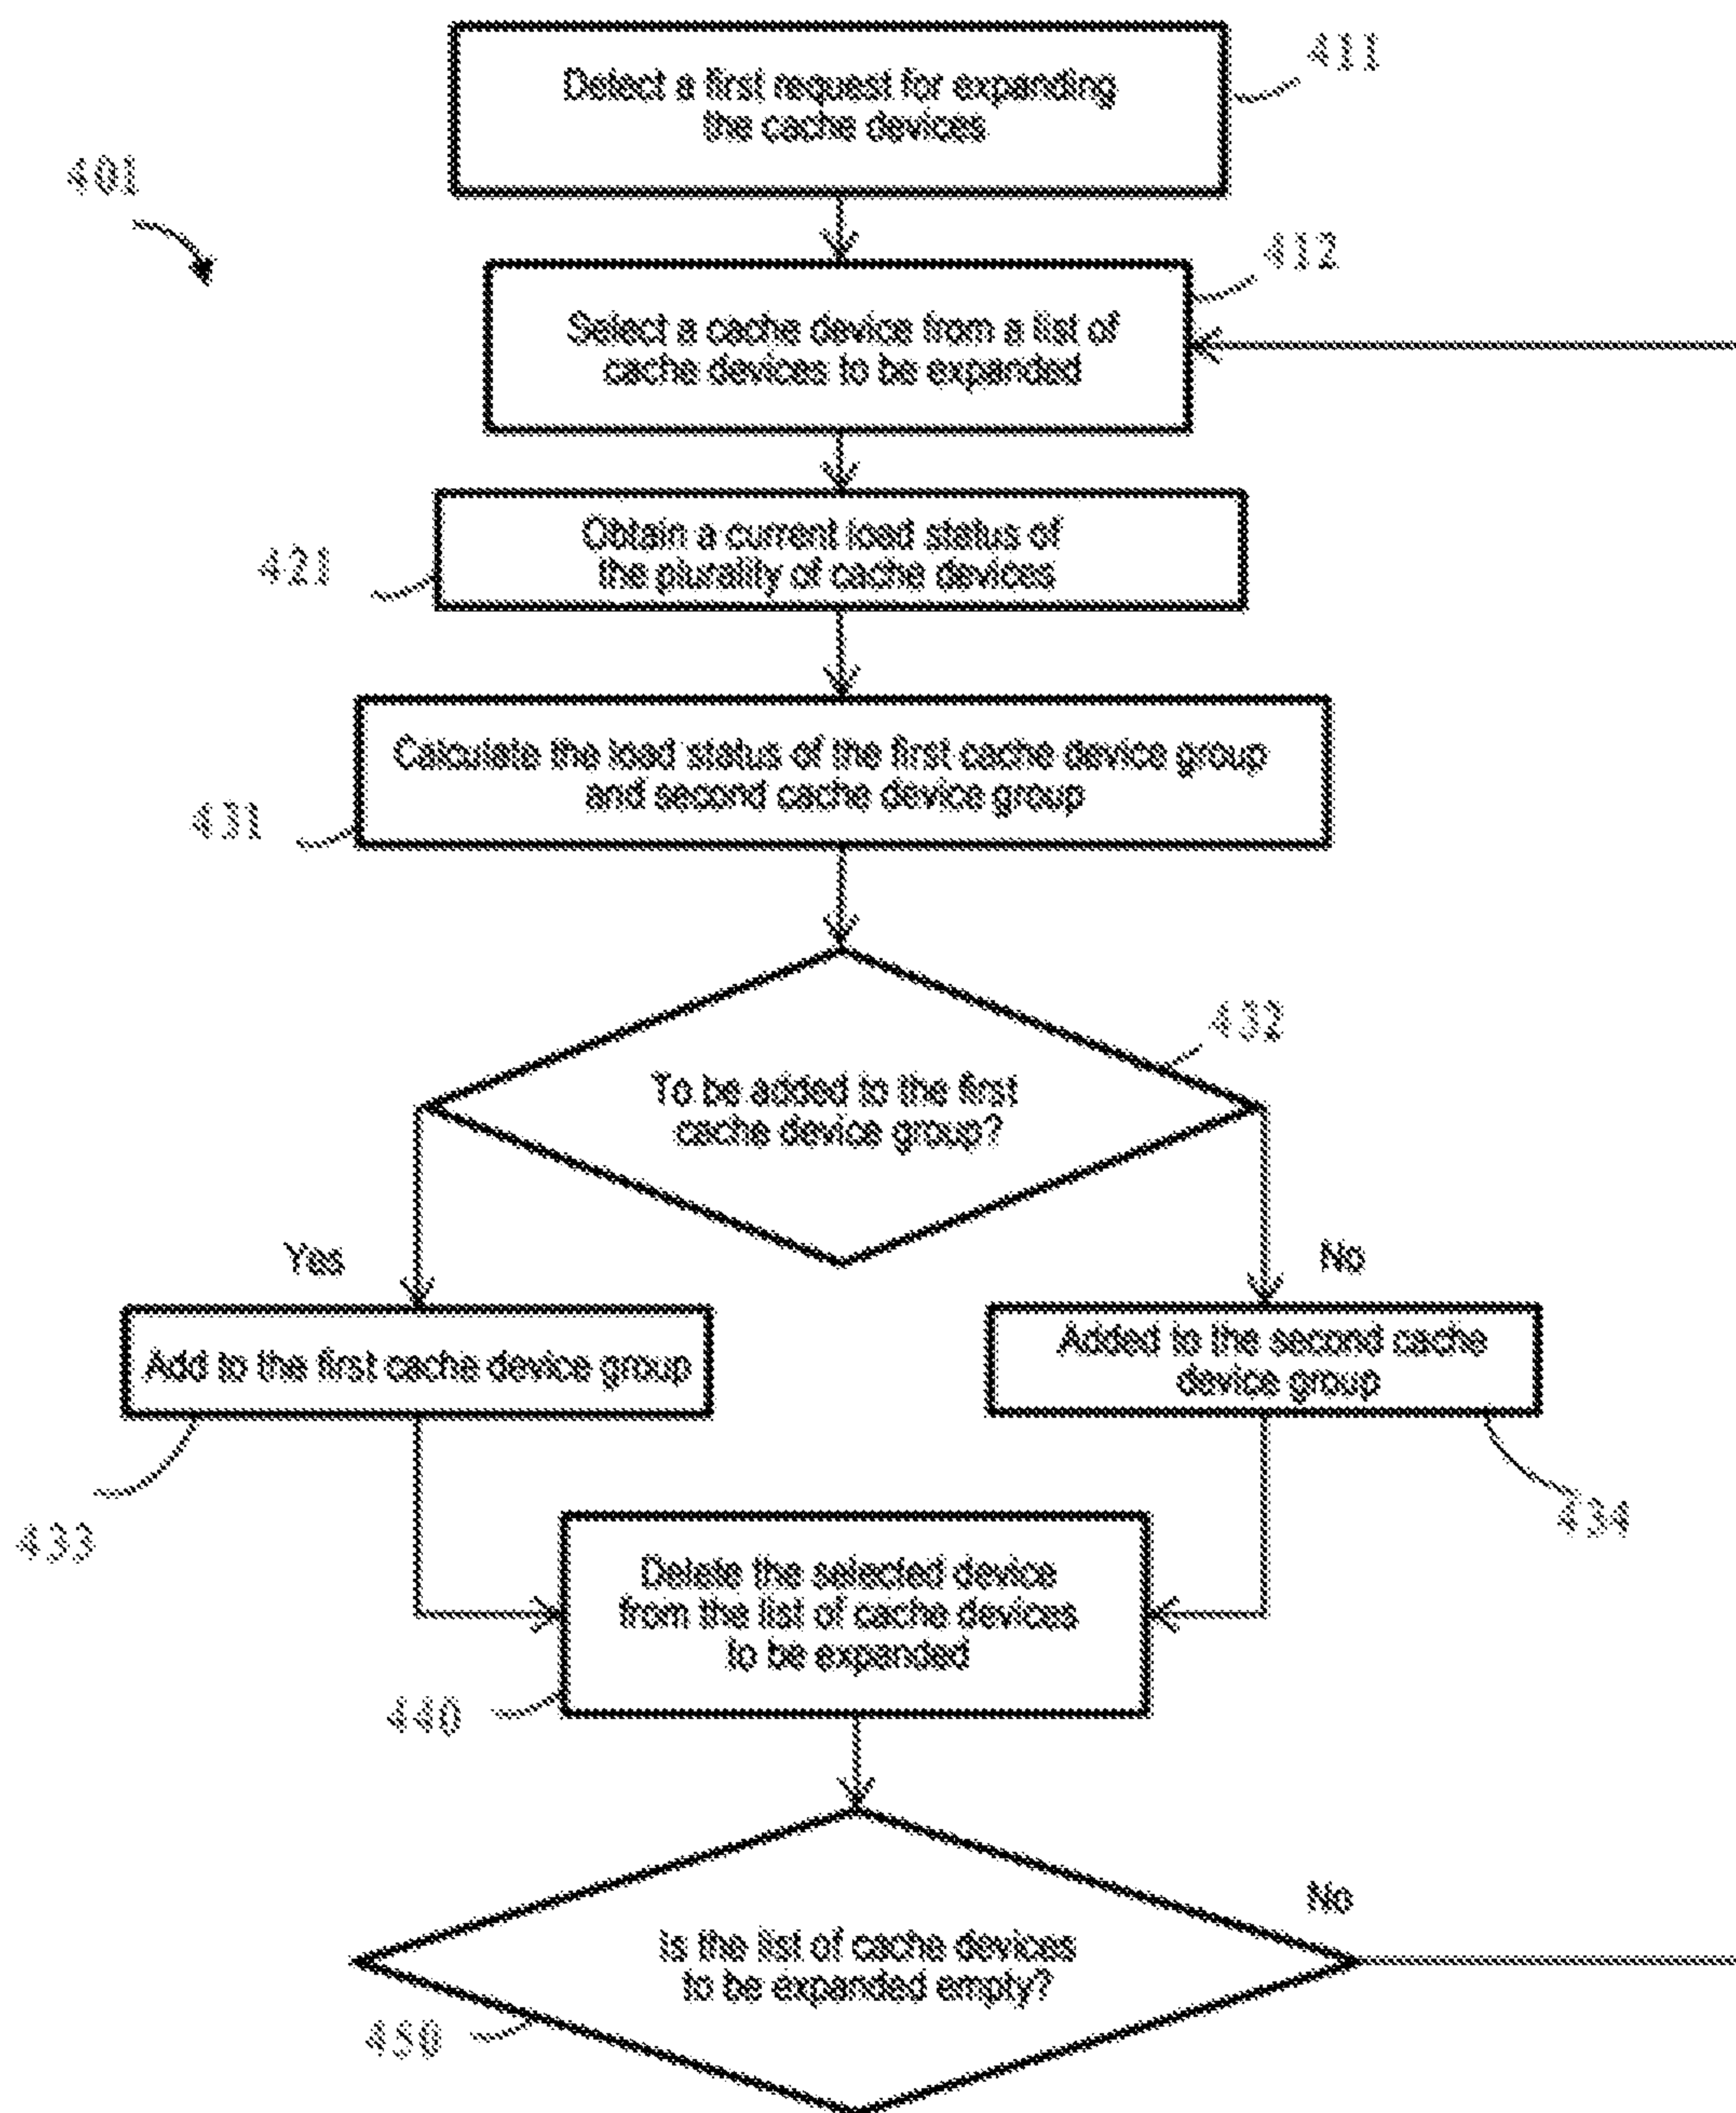 Detect a first request for expanding
the cache devices
411
401
412
Select a cache device from a list of
cache devices to be expanded
Obtain a current load status of
the plurality of cache devices
421
Calculate the load status of the first cache device group
and second cache device group
431
432
To be added to the first
cache device group?
Yes
No
Add to the first cache device group
Added to the second cache
device group
433
434
Delete the selected device
from the list of cache devices
to be expanded
440
No
Is the list of cache devices
to be expanded empty?
450